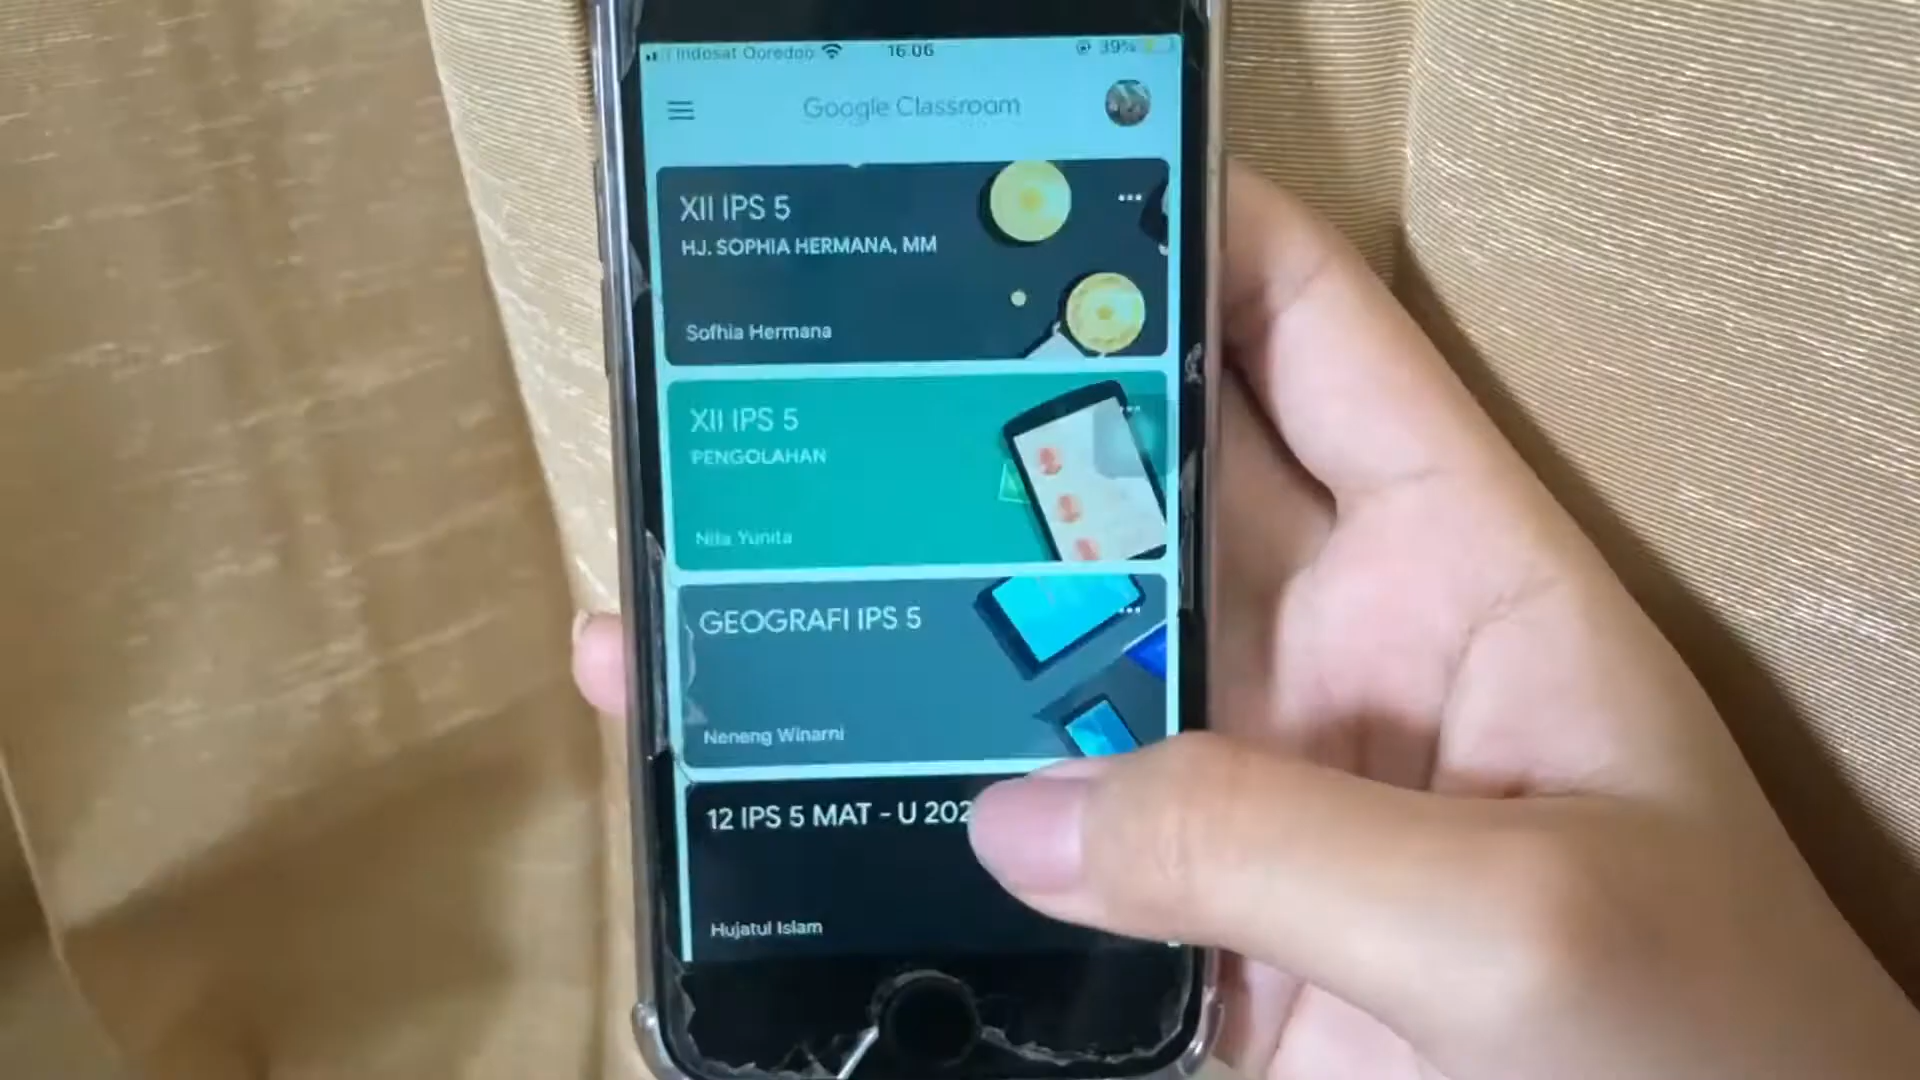 Indosat Ooredoo 16.06 39%
Google Classroom
XII IPS 5
HJ. SOPHIA HERMANA, MM
Sofhia Hermana
XII IPS 5
PENGOLAHAN
Nita Yunita
GEOGRAFI IPS 5
Neneng Winarni
12 IPS 5 MAT - U 202
Hujatul Islam